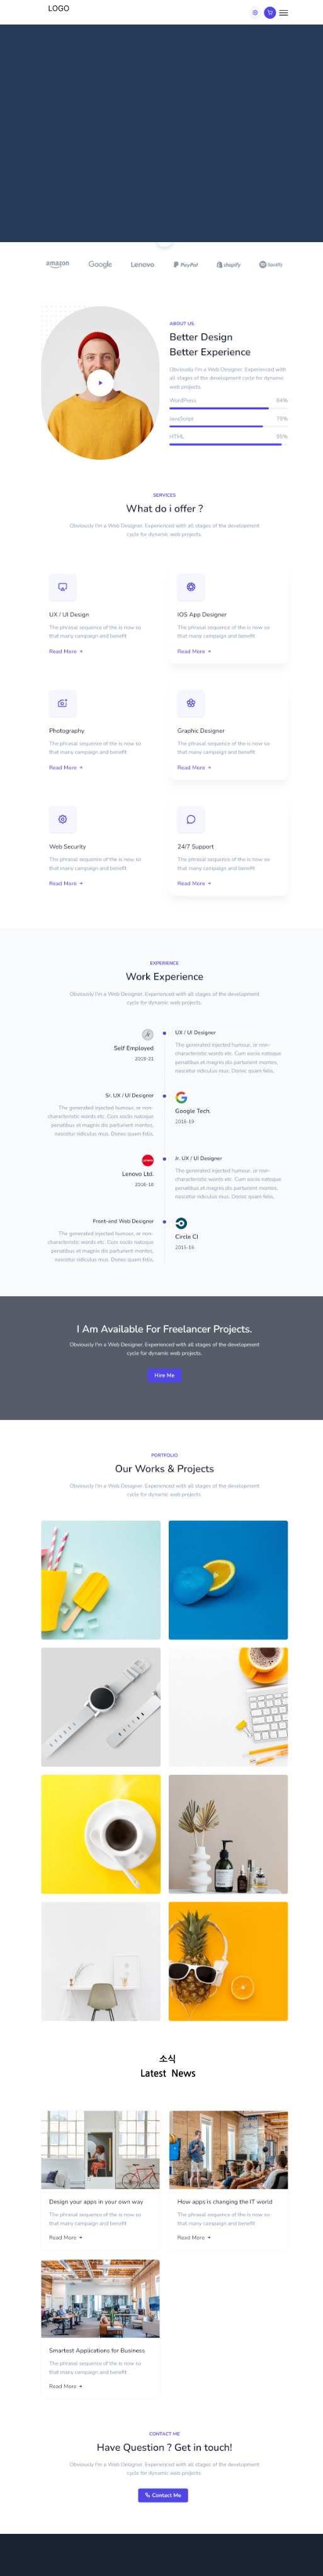 LOGO
amazon
Google
Lenovo
PayPal
shopify
Spotify
ABOUT US
Better Design
Better Experience
Obviously I'm a Web Designer. Experienced with
all stages of the development cycle for dynamic
web projects.
WordPress 84%
JavaScript 79%
HTML 95%
SERVICES
What do i offer ?
Obviously I'm a Web Designer. Experienced with all stages of the development
cycle for dynamic web projects.
UX / UI Design
The phrasal sequence of the is now so
that many campaign and benefit
Read More
IOS App Designer
The phrasal sequence of the is now so
that many campaign and benefit
Read More
Photography
The phrasal sequence of the is now so
that many campaign and benefit
Read More
Graphic Designer
The phrasal sequence of the is now so
that many campaign and benefit
Read More
Web Security
The phrasal sequence of the is now so
that many campaign and benefit
Read More
24/7 Support
The phrasal sequence of the is now so
that many campaign and benefit
Read More
EXPERIENCE
Work Experience
Obviously I'm a Web Designer. Experienced with all stages of the development
cycle for dynamic web projects.
Self Employed
2019-21
UX / UI Designer
The generated injected humour, or non-
characteristic words etc. Cum sociis natoque
penatibus et magnis dis parturient montes,
nascetur ridiculus mus. Donec quam felis,
Sr. UX / UI Designer
The generated injected humour, or non-
characteristic words etc. Cum sociis natoque
penatibus et magnis dis parturient montes,
nascetur ridiculus mus. Donec quam felis,
Google Tech.
2018-19
Lenovo Ltd.
2016-18
Jr. UX / UI Designer
The generated injected humour, or non-
characteristic words etc. Cum sociis natoque
penatibus et magnis dis parturient montes,
nascetur ridiculus mus. Donec quam felis,
Front-end Web Designer
The generated injected humour, or non-
characteristic words etc. Cum sociis natoque
penatibus et magnis dis parturient montes,
nascetur ridiculus mus. Donec quam felis,
Circle CI
2015-16
I Am Available For Freelancer Projects.
Obviously I'm a Web Designer. Experienced with all stages of the development
cycle for dynamic web projects.
Hire Me
PORTFOLIO
Our Works & Projects
Obviously I'm a Web Designer. Experienced with all stages of the development
cycle for dynamic web projects.
소식
Latest News
Design your apps in your own way
The phrasal sequence of the is now so
that many campaign and benefit
Read More
How apps is changing the IT world
The phrasal sequence of the is now so
that many campaign and benefit
Read More
Smartest Applications for Business
The phrasal sequence of the is now so
that many campaign and benefit
Read More
CONTACT ME
Have Question ? Get in touch!
Obviously I'm a Web Designer. Experienced with all stages of the development
cycle for dynamic web projects.
Contact Me